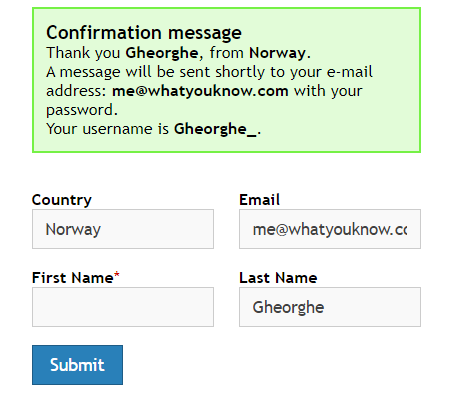 Confirmation message
Thank you Gheorghe, from Norway.
A message will be sent shortly to your e-mail
address: me@whatyouknow.com with your
password.
Your username is Gheorghe_.
Country
Email
Norway
me@whatyouknow.co
First Name*
Last Name
Gheorghe
Submit